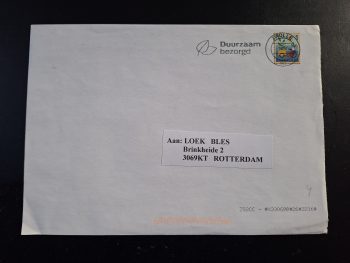 Duurzaam
bezorgd
Aan: LOEK BLES
Brinkheide 2
3069KT ROTTERDAM